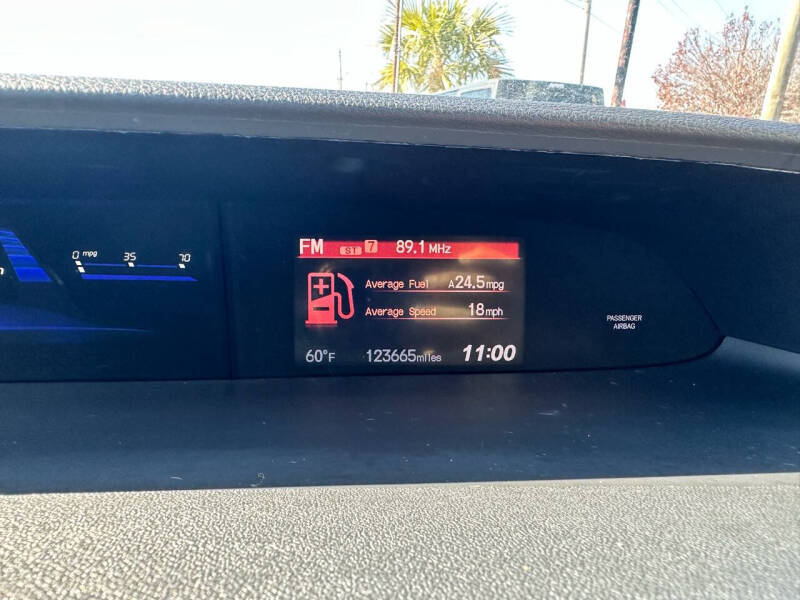 0 mpg 35 70
FM ST 7 89.1 MHz
Average Fuel A24.5mpg
Average Speed 18mph
60°F 123665miles 11:00
PASSENGER
AIRBAG